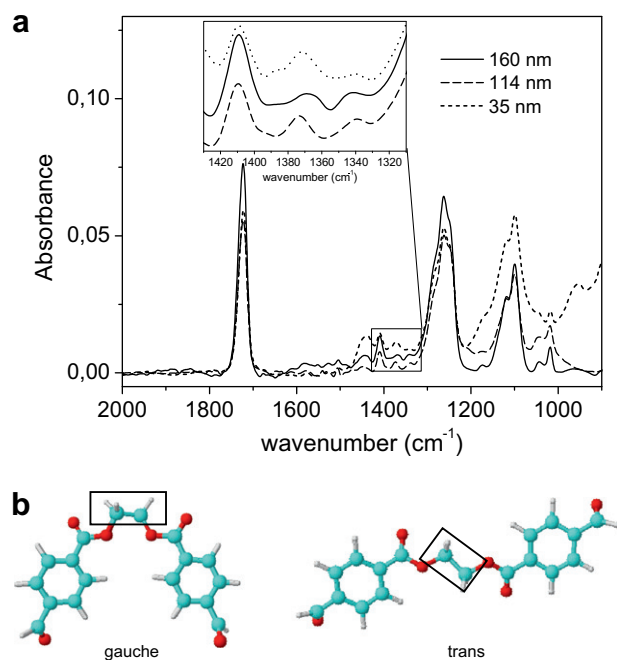 a
160 nm
114 nm
35 nm
1420 1400 1380 1360 1340 1320
wavenumber (cm-1)
0,10
0,05
0,00
Absorbance
2000 1800 1600 1400 1200 1000
wavenumber (cm-1)
b
gauche
trans